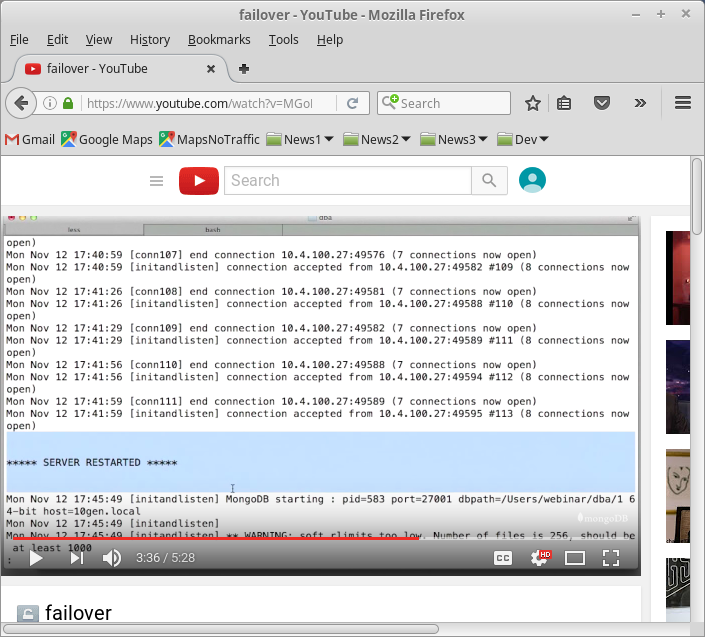 failover - YouTube - Mozilla Firefox
File Edit View History Bookmarks Tools Help
failover - YouTube
https://www.youtube.com/watch?v=MGoI
Search
Gmail Google Maps MapsNoTraffic News1 News2 News3 Dev
Search
dba
less bash
open)
Mon Nov 12 17:40:59 [conn107] end connection 10.4.100.27:49576 (7 connections now open)
Mon Nov 12 17:40:59 [initandlisten] connection accepted from 10.4.100.27:49582 #109 (8 connections now
open)
Mon Nov 12 17:41:26 [conn108] end connection 10.4.100.27:49581 (7 connections now open)
Mon Nov 12 17:41:26 [initandlisten] connection accepted from 10.4.100.27:49588 #110 (8 connections now
open)
Mon Nov 12 17:41:29 [conn109] end connection 10.4.100.27:49582 (7 connections now open)
Mon Nov 12 17:41:29 [initandlisten] connection accepted from 10.4.100.27:49589 #111 (8 connections now
open)
Mon Nov 12 17:41:56 [conn110] end connection 10.4.100.27:49588 (7 connections now open)
Mon Nov 12 17:41:56 [initandlisten] connection accepted from 10.4.100.27:49594 #112 (8 connections now
open)
Mon Nov 12 17:41:59 [conn111] end connection 10.4.100.27:49589 (7 connections now open)
Mon Nov 12 17:41:59 [initandlisten] connection accepted from 10.4.100.27:49595 #113 (8 connections now
open)
***** SERVER RESTARTED *****
Mon Nov 12 17:45:49 [initandlisten] MongoDB starting : pid=583 port=27001 dbpath=/Users/webinar/dba/1 6
4-bit host=10gen.local
Mon Nov 12 17:45:49 [initandlisten]
mongoDB
Mon Nov 12 17:45:49 [initandlisten] ** WARNING: soft rlimits too low. Number of files is 256, should be
at least 1000
:
3:36 / 5:28
CC
HD
failover